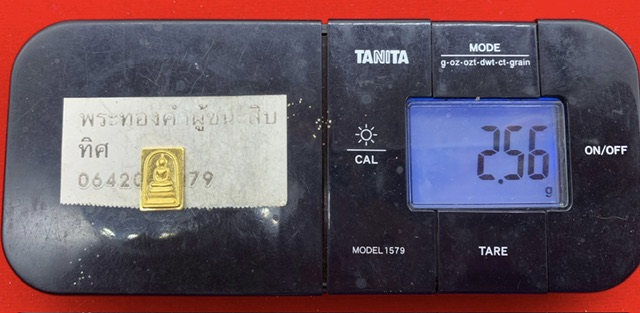 พระทองคำผู้ชนะสิบ
ทิศ
TANITA
MODE
g-oz-ozt-dwt-ct-grain
CAL
2.56
g
ON/OFF
MODEL 1579
TARE